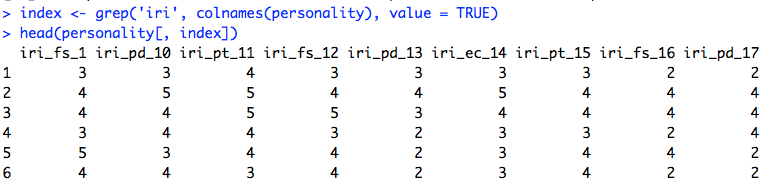 > index <- grep('iri', colnames(personality), value = TRUE)
> head(personality[, index])
  iri_fs_1 iri_pd_10 iri_pt_11 iri_fs_12 iri_pd_13 iri_ec_14 iri_pt_15 iri_fs_16 iri_pd_17
1        3         3         4         3         3         3         3         2         2
2        4         5         5         4         4         5         4         4         4
3        4         4         5         5         3         4         4         4         4
4        3         4         4         3         2         3         3         2         4
5        5         3         4         4         2         3         4         4         2
6        4         4         3         4         2         3         4         2         2